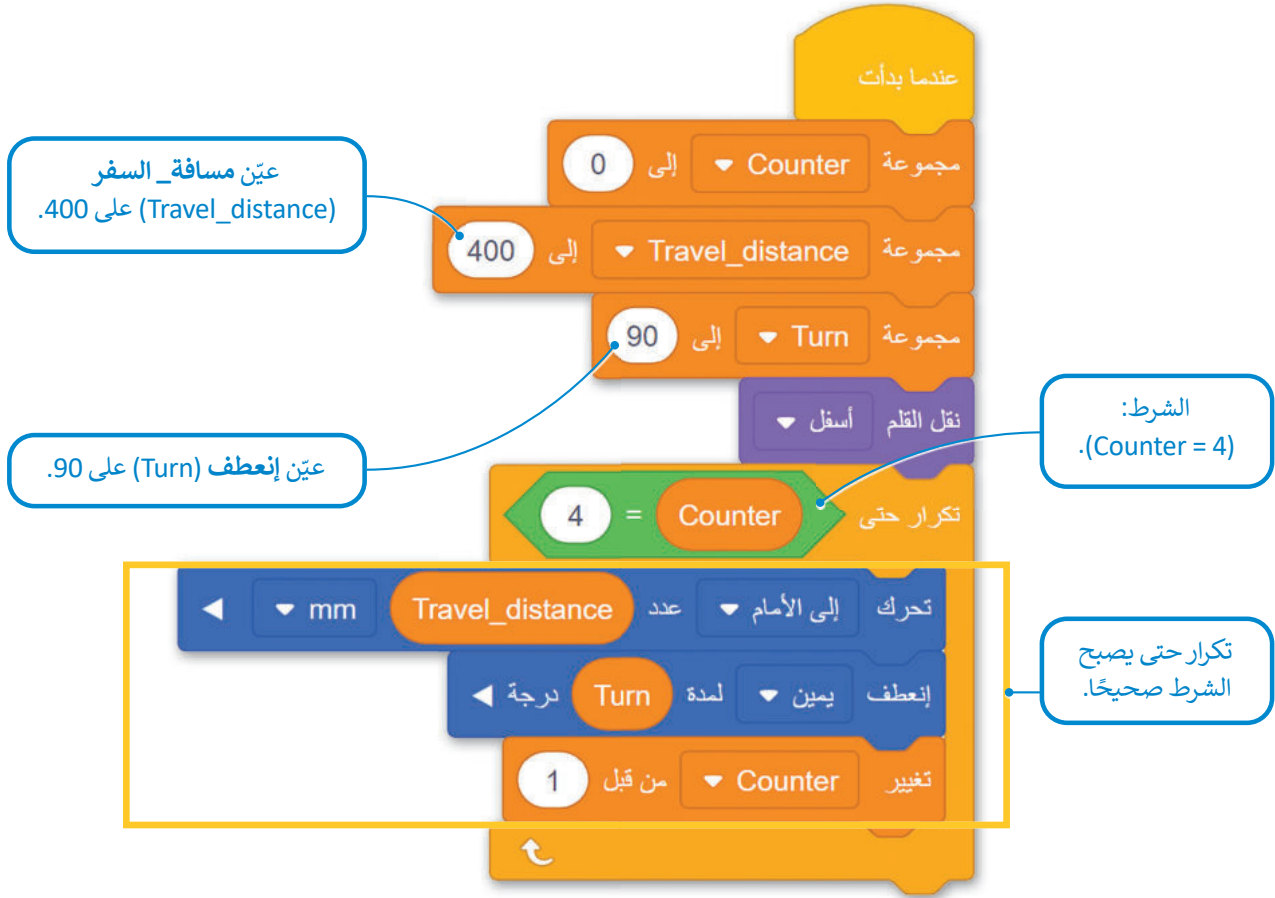 عندما بدأت
مجموعة Counter إلى 0
مجموعة Travel_distance إلى 400
مجموعة Turn إلى 90
نقل القلم أسفل
تكرار حتى Counter = 4
تحرك إلى الأمام عدد Travel_distance mm
إنعطف يمين لمدة Turn درجة
تغيير Counter من قبل 1
عيّن مسافة_ السفر
(Travel_distance) على 400.
عيّن إنعطف (Turn) على 90.
الشرط:
(Counter = 4).
تكرار حتى يصبح
الشرط صحيحًا.